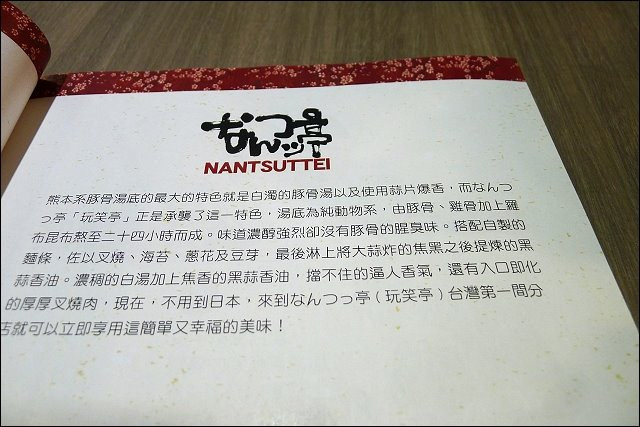 なんつッ亭
NANTSUTTEI
熊本系豚骨湯底的最大的特色就是白濁的豚骨湯以及使用蒜片爆香，而なんつ
っ亭「玩笑亭」正是承襲了這一特色，湯底為純動物系，由豚骨、雞骨加上羅
布昆布熬至二十四小時而成。味道濃醇強烈卻沒有豚骨的腥臭味。搭配自製的
麵條，佐以叉燒、海苔、蔥花及豆芽，最後淋上將大蒜炸的焦黑之後提煉的黑
蒜香油。濃稠的白湯加上焦香的黑蒜香油，擋不住的逼人香氣，還有入口即化
的厚厚叉燒肉，現在，不用到日本，來到なんつっ亭（玩笑亭）台灣第一間分
店就可以立即享用這簡單又幸福的美味！